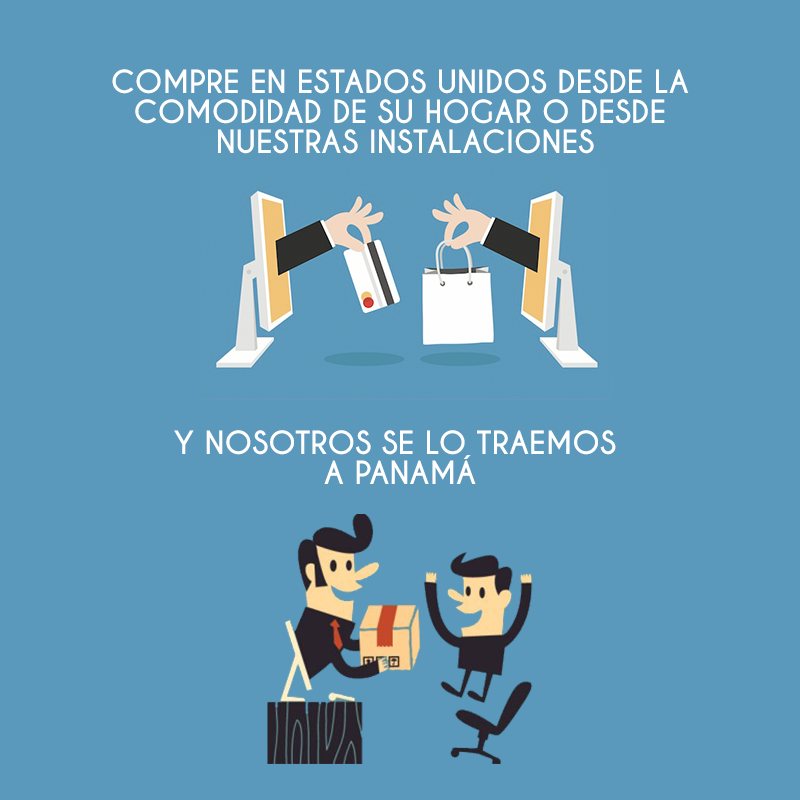 COMPRE EN ESTADOS UNIDOS DESDE LA
COMODIDAD DE SU HOGAR O DESDE
NUESTRAS INSTALACIONES
Y NOSOTROS SE LO TRAEMOS
A PANAMÁ